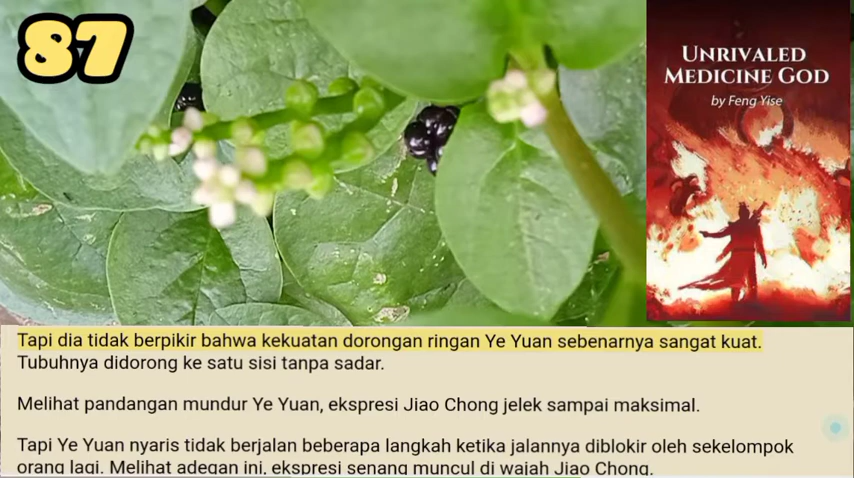 87
UNRIVALED
MEDICINE GOD
by Feng Yise
Tapi dia tidak berpikir bahwa kekuatan dorongan ringan Ye Yuan sebenarnya sangat kuat.
Tubuhnya didorong ke satu sisi tanpa sadar.
Melihat pandangan mundur Ye Yuan, ekspresi Jiao Chong jelek sampai maksimal.
Tapi Ye Yuan nyaris tidak berjalan beberapa langkah ketika jalannya diblokir oleh sekelompok
orang lagi. Melihat adegan ini, ekspresi senang muncul di wajah Jiao Chong.